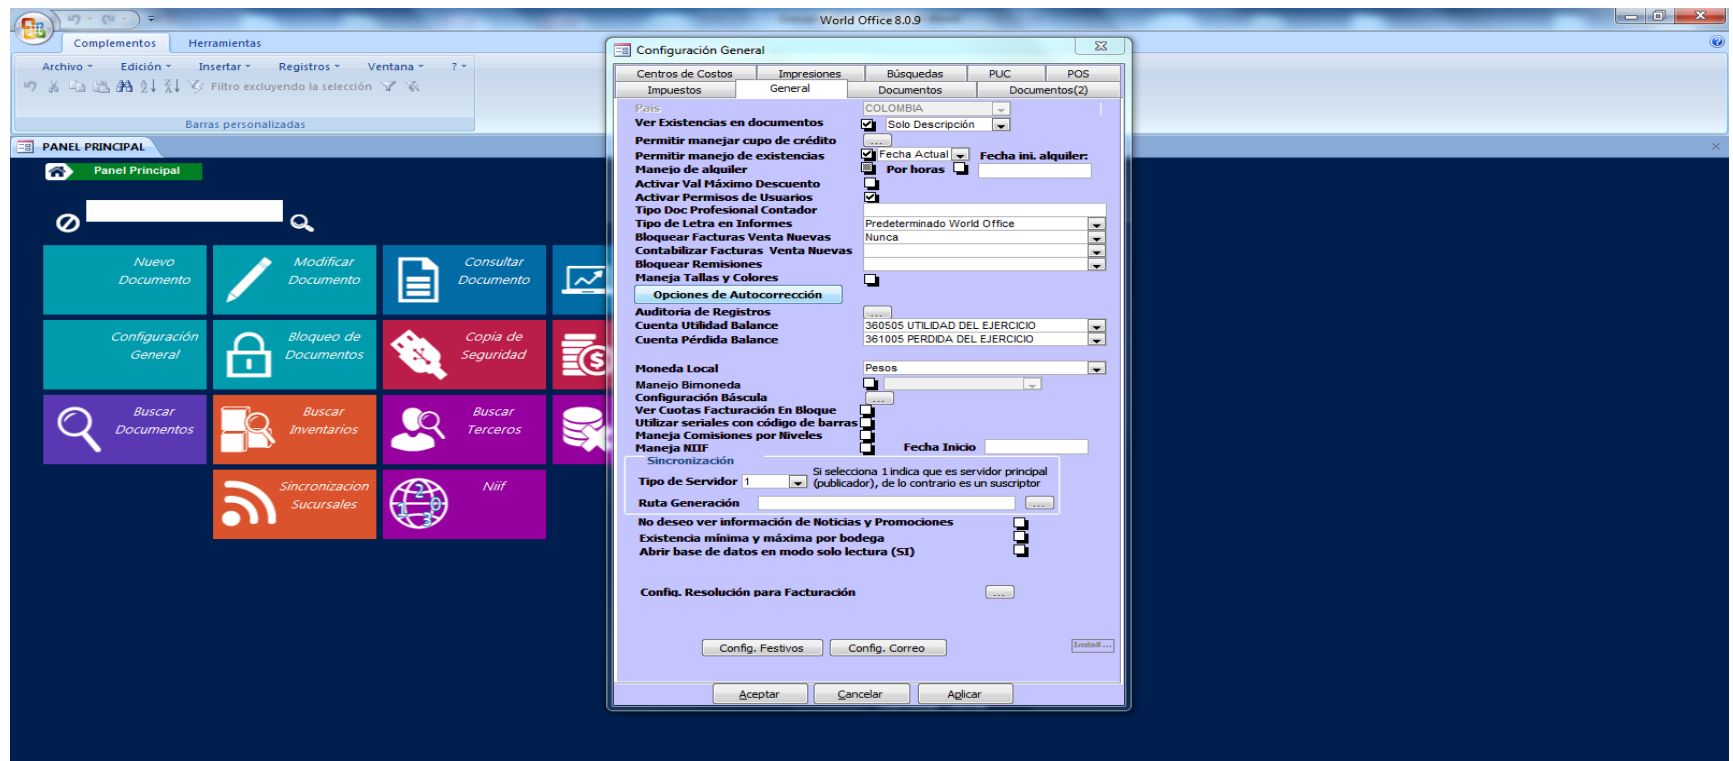 World Office 8.0.9
Complementos Herramientas
Archivo Edición Insertar Registros Ventana ?
Filtro excluyendo la selección
Barras personalizadas
PANEL PRINCIPAL
Panel Principal
Nuevo Documento
Modificar Documento
Consultar Documento
Configuración General
Bloqueo de Documentos
Copia de Seguridad
Buscar Documentos
Buscar Inventarios
Buscar Terceros
Sincronizacion Sucursales
Niif
Configuración General
Centros de Costos Impresiones Búsquedas PUC POS
Impuestos General Documentos Documentos(2)
Pais COLOMBIA
Ver Existencias en documentos Solo Descripción
Permitir manejar cupo de crédito ...
Permitir manejo de existencias Fecha Actual Fecha ini. alquiler:
Manejo de alquiler Por horas
Activar Val Máximo Descuento
Activar Permisos de Usuarios
Tipo Doc Profesional Contador
Tipo de Letra en Informes Predeterminado World Office
Bloquear Facturas Venta Nuevas Nunca
Contabilizar Facturas Venta Nuevas
Bloquear Remisiones
Maneja Tallas y Colores
Opciones de Autocorrección
Auditoria de Registros ...
Cuenta Utilidad Balance 360505 UTILIDAD DEL EJERCICIO
Cuenta Pérdida Balance 361005 PERDIDA DEL EJERCICIO
Moneda Local Pesos
Manejo Bimoneda
Configuración Báscula ...
Ver Cuotas Facturación En Bloque
Utilizar seriales con código de barras
Maneja Comisiones por Niveles
Maneja NIIF Fecha Inicio
Sincronización
Tipo de Servidor 1 Si selecciona 1 indica que es servidor principal
(publicador), de lo contrario es un suscriptor
Ruta Generación ...
No deseo ver información de Noticias y Promociones
Existencia mínima y máxima por bodega
Abrir base de datos en modo solo lectura (SI)
Config. Resolución para Facturación ...
Config. Festivos Config. Correo Install ...
Aceptar Cancelar Aplicar